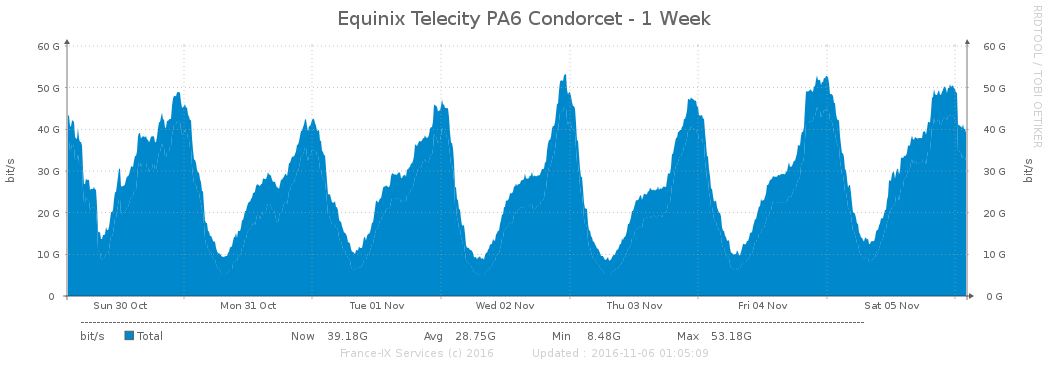 Equinix Telecity PA6 Condorcet - 1 Week
RRDTOOL / TOBI OETIKER
60 G 60 G
50 G 50 G
40 G 40 G
30 G 30 G
20 G 20 G
10 G 10 G
0 0 G
bit/s bit/s
Sun 30 Oct Mon 31 Oct Tue 01 Nov Wed 02 Nov Thu 03 Nov Fri 04 Nov Sat 05 Nov
bit/s Total Now 39.18G Avg 28.75G Min 8.48G Max 53.18G
France-IX Services (c) 2016 Updated : 2016-11-06 01:05:09